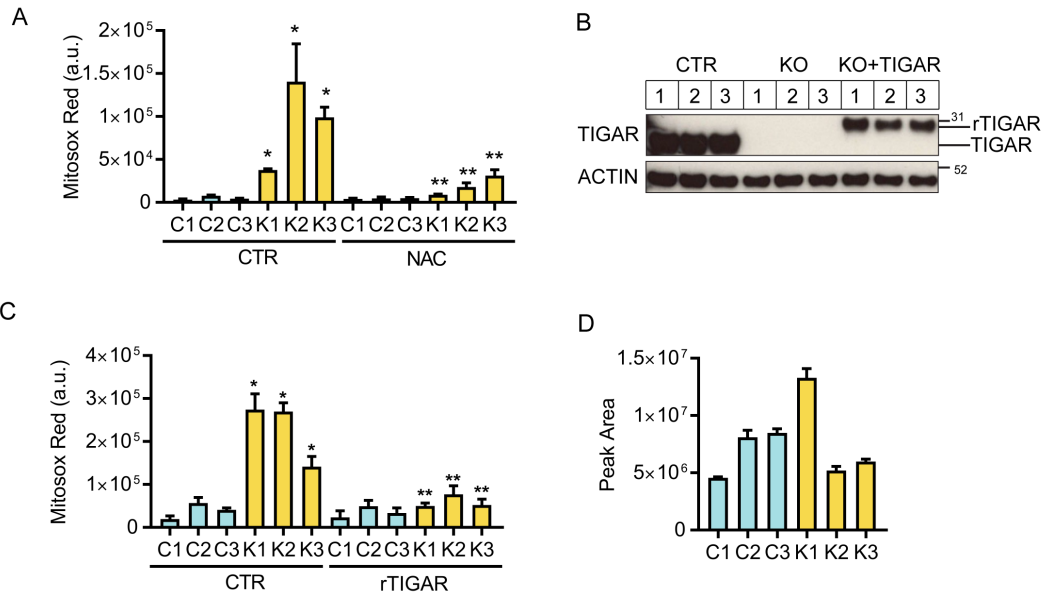 A
Mitosox Red (a.u.)
2×10⁵
1.5×10⁵
1×10⁵
5×10⁴
0
* * *
** ** **
C1 C2 C3 K1 K2 K3 C1 C2 C3 K1 K2 K3
CTR NAC
B
CTR KO KO+TIGAR
1 2 3 1 2 3 1 2 3
TIGAR
31
rTIGAR
TIGAR
ACTIN
52
C
Mitosox Red (a.u.)
4×10⁵
3×10⁵
2×10⁵
1×10⁵
0
* * *
** ** **
C1 C2 C3 K1 K2 K3 C1 C2 C3 K1 K2 K3
CTR rTIGAR
D
Peak Area
1.5×10⁷
1×10⁷
5×10⁶
0
C1 C2 C3 K1 K2 K3